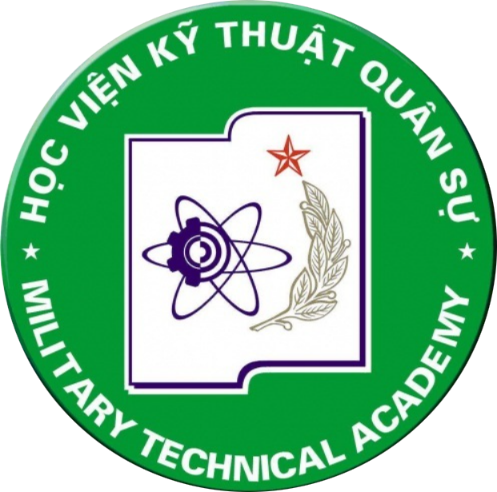 HỌC VIỆN KỸ THUẬT QUÂN SỰ
MILITARY TECHNICAL ACADEMY